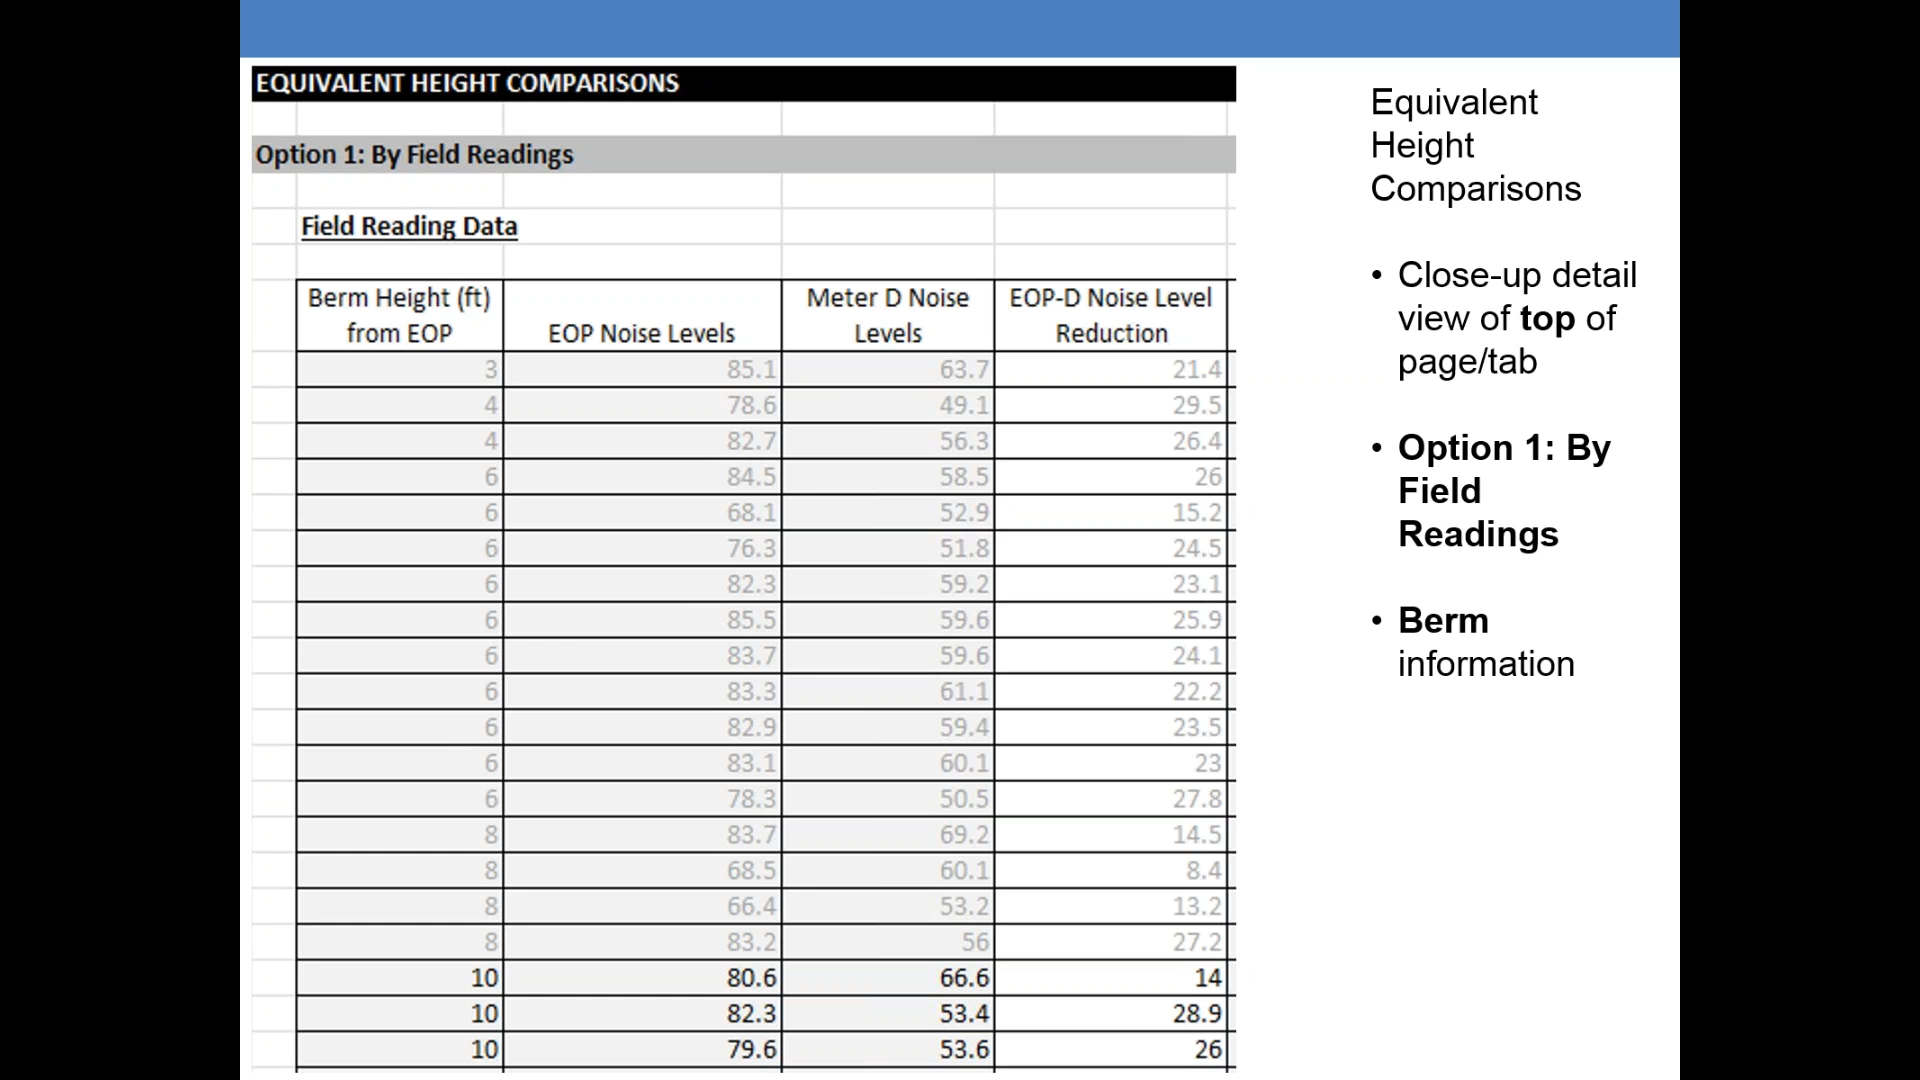 EQUIVALENT HEIGHT COMPARISONS
Option 1: By Field Readings
Field Reading Data
Berm Height (ft) from EOP | EOP Noise Levels | Meter D Noise Levels | EOP-D Noise Level Reduction
3 85.1 63.7 21.4
4 78.6 49.1 29.5
4 82.7 56.3 26.4
6 84.5 58.5 26
6 68.1 52.9 15.2
6 76.3 51.8 24.5
6 82.3 59.2 23.1
6 85.5 59.6 25.9
6 83.7 59.6 24.1
6 83.3 61.1 22.2
6 82.9 59.4 23.5
6 83.1 60.1 23
6 78.3 50.5 27.8
8 83.7 69.2 14.5
8 68.5 60.1 8.4
8 66.4 53.2 13.2
8 83.2 56 27.2
10 80.6 66.6 14
10 82.3 53.4 28.9
10 79.6 53.6 26
Equivalent
Height
Comparisons
• Close-up detail
view of top of
page/tab
• Option 1: By
Field
Readings
• Berm
information